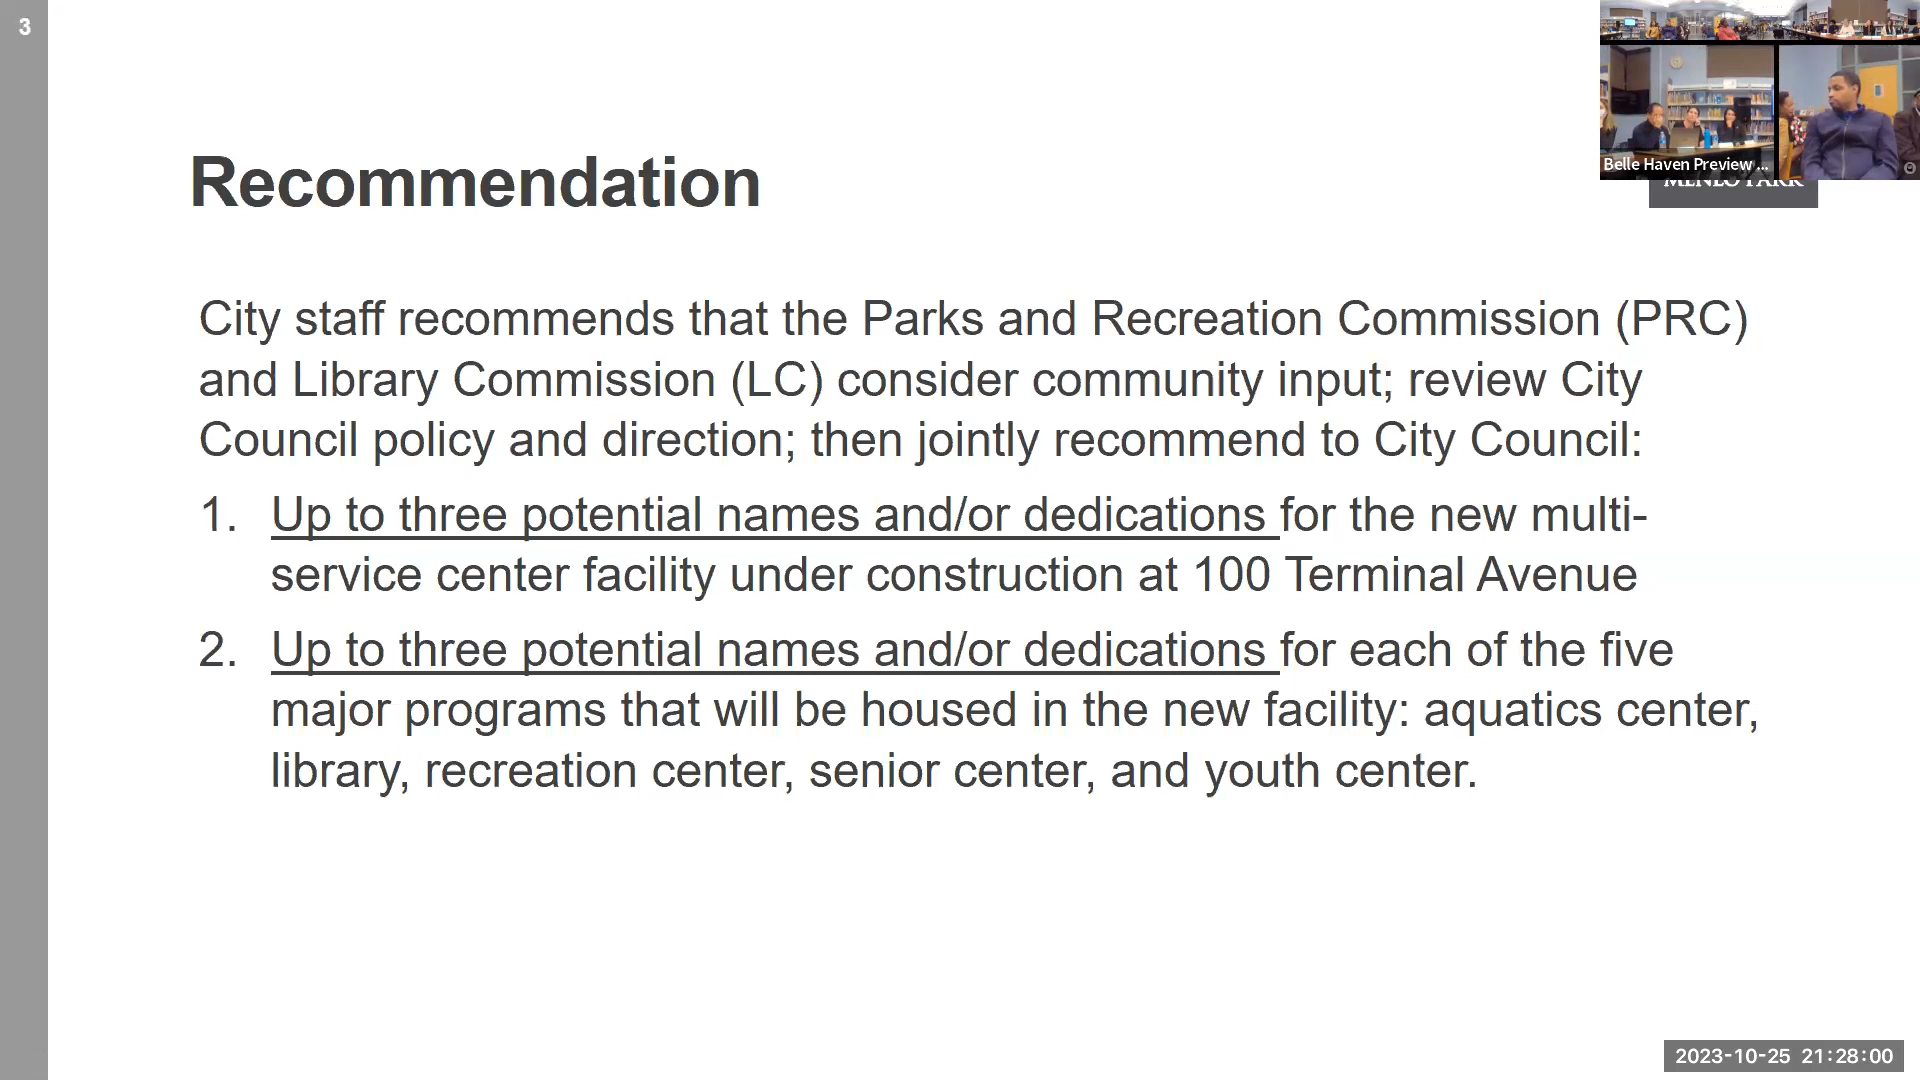 3
Belle Haven Preview ...
MENLO PARK
Recommendation
City staff recommends that the Parks and Recreation Commission (PRC)
and Library Commission (LC) consider community input; review City
Council policy and direction; then jointly recommend to City Council:
1. Up to three potential names and/or dedications for the new multi-
service center facility under construction at 100 Terminal Avenue
2. Up to three potential names and/or dedications for each of the five
major programs that will be housed in the new facility: aquatics center,
library, recreation center, senior center, and youth center.
2023-10-25 21:28:00